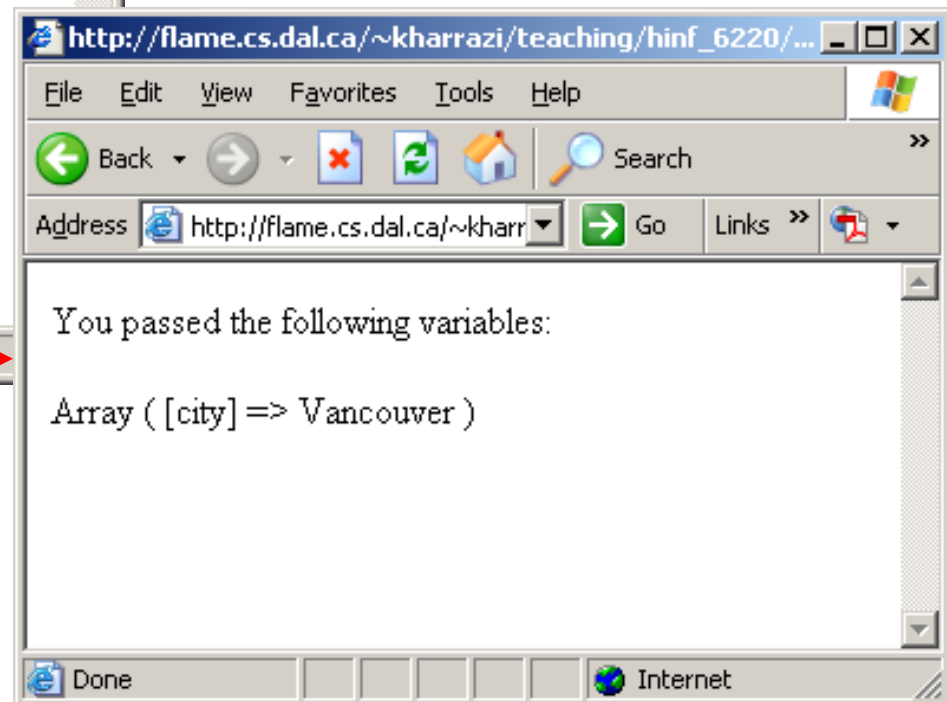 http://flame.cs.dal.ca/~kharrazi/teaching/hinf_6220/...
File Edit View Favorites Tools Help
Back Search »
Address http://flame.cs.dal.ca/~kharr Go Links »
You passed the following variables:
Array ( [city] => Vancouver )
Done Internet